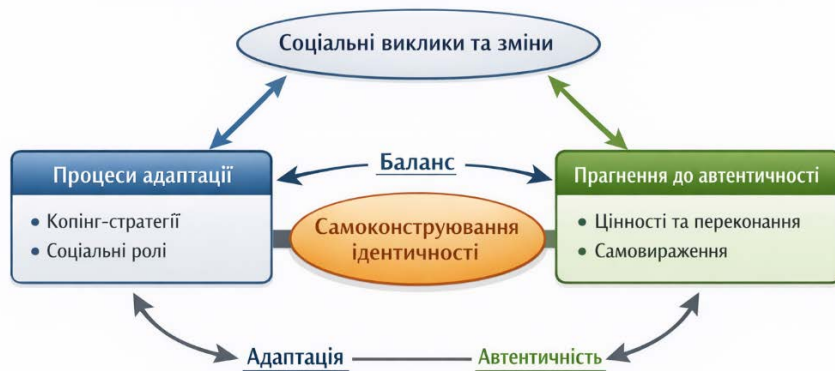 Соціальні виклики та зміни
Процеси адаптації
• Копінг-стратегії
• Соціальні ролі
Баланс
Самоконструювання
ідентичності
Прагнення до автентичності
• Цінності та переконання
• Самовираження
Адаптація
Автентичність